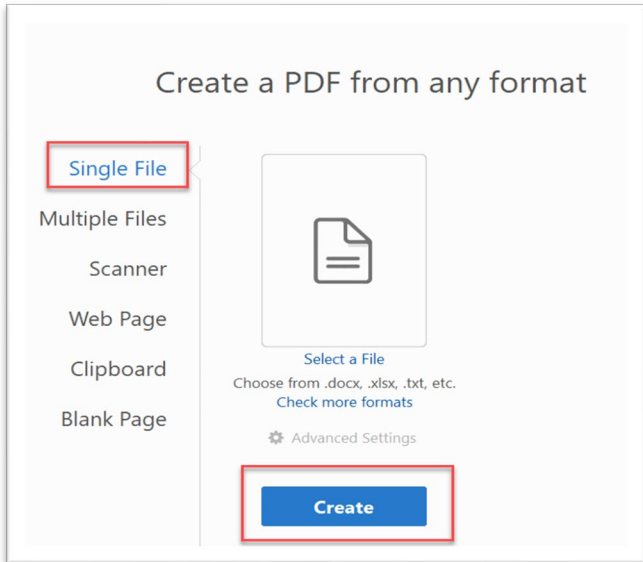 Create a PDF from any format
Single File
Multiple Files
Scanner
Web Page
Clipboard
Blank Page
Select a File
Choose from .docx, .xlsx, .txt, etc.
Check more formats
Advanced Settings
Create